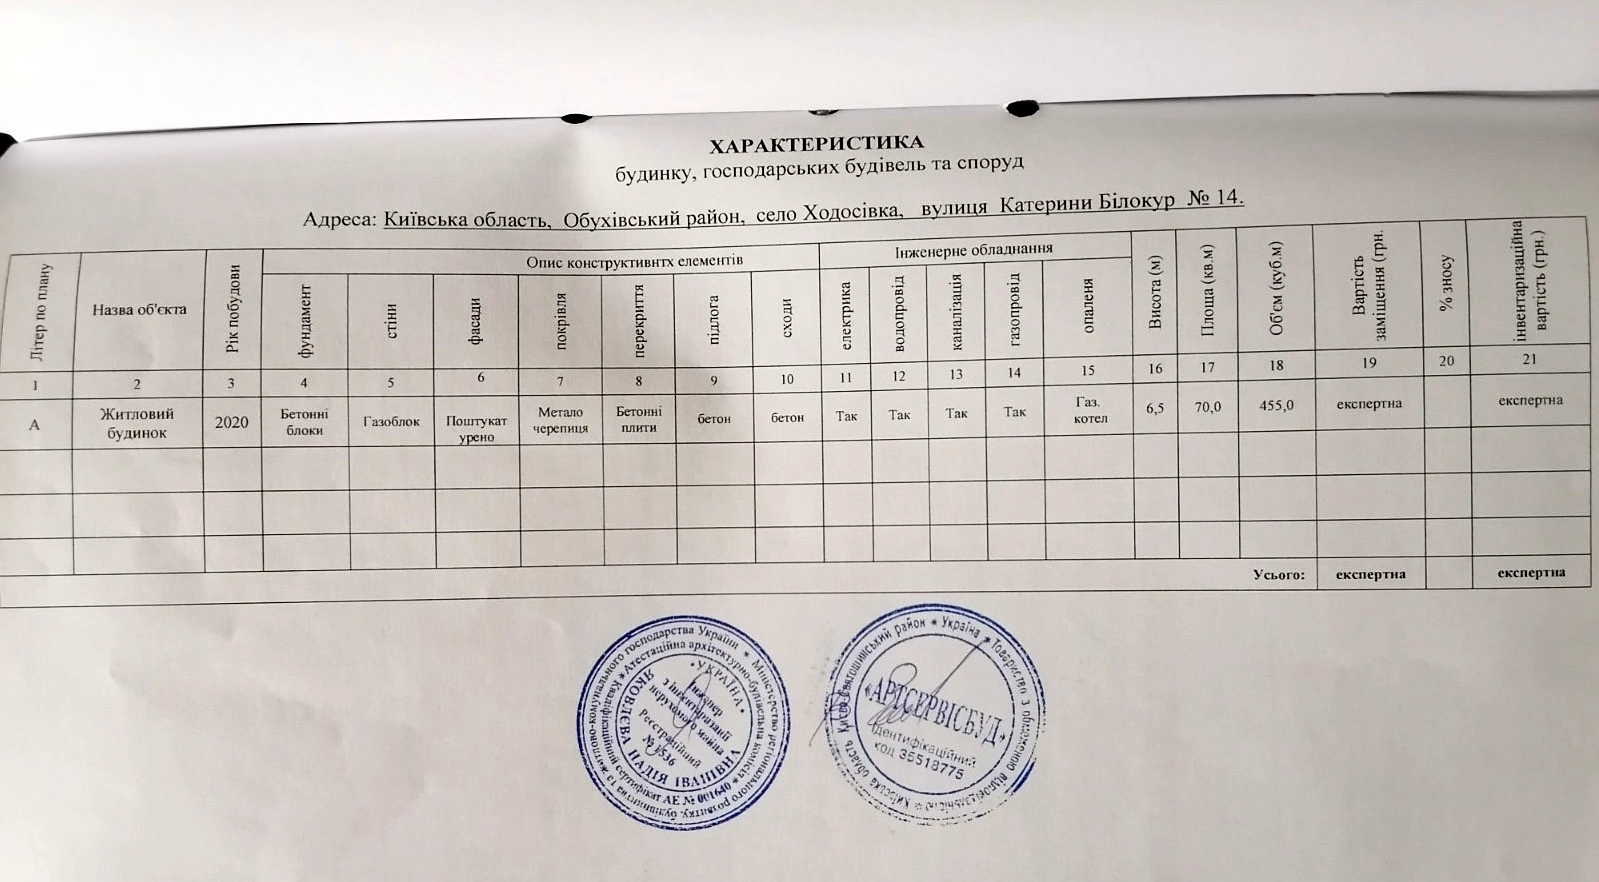 ХАРАКТЕРИСТИКА
будинку, господарських будівель та споруд
Адреса: Київська область, Обухівський район, село Ходосівка, вулиця Катерини Білокур № 14.
Літер по плану
Назва об'єкта
Рік побудови
Опис конструктивнтх елементів
Інженерне обладнання
Висота (м)
Площа (кв.м)
Об'єм (куб.м)
Вартість
заміщення (грн.
% зносу
інвентаризаційна
вартість (грн.)
фундамент
стіни
фасади
покрівля
перекриття
підлога
сходи
електрика
водопровід
каналізація
газопровід
опаленя
1 2 3 4 5 6 7 8 9 10 11 12 13 14 15 16 17 18 19 20 21
А
Житловий
будинок
2020
Бетонні
блоки
Газоблок
Поштукат
урено
Метало
черепиця
Бетонні
плити
бетон
бетон
Так
Так
Так
Так
Газ.
котел
6,5
70,0
455,0
експертна
експертна
Усього:
експертна
експертна
Міністерство регіонального розвитку, будівництва та житлово-комунального господарства України
Атестаційна архітектурно-будівельна комісія
Кваліфікаційний сертифікат АЕ № 001640
УКРАЇНА
Інженер
з інвентаризації
нерухомого майна
Реєстраційний
№ 1536
ЯКОВЛЄВА НАДІЯ ІВАНІВНА
Україна * Товариство з обмеженою відповідальністю * Київська область Києво-Святошинський район
«АРТСЕРВІСБУД»
Ідентифікаційний
код 35518775